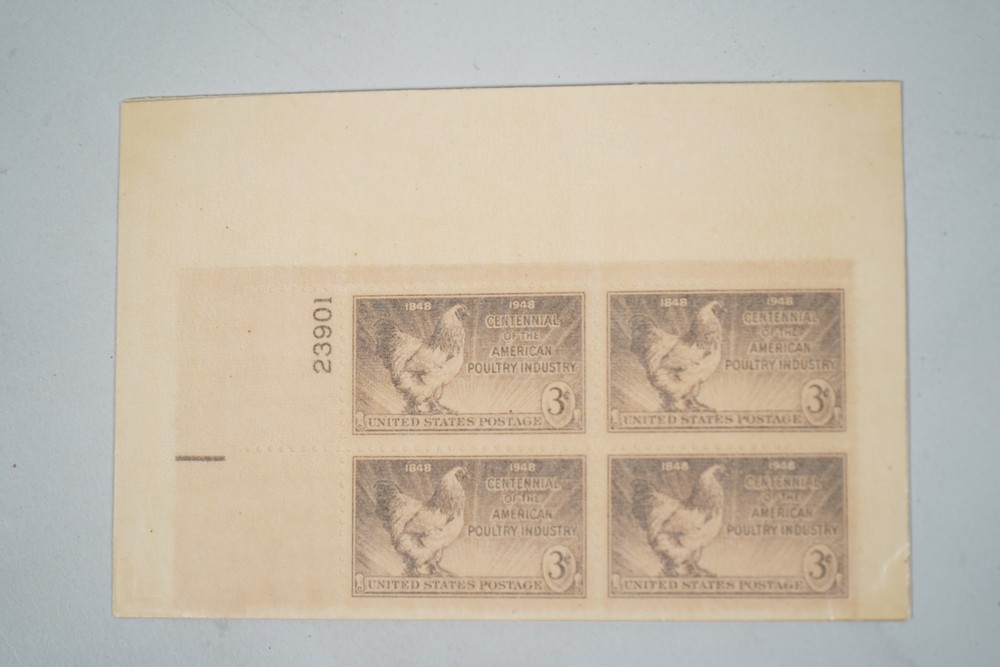 23901
1848 1948
CENTENNIAL
OF THE
AMERICAN
POULTRY INDUSTRY
3¢
UNITED STATES POSTAGE
1848 1948
CENTENNIAL
OF THE
AMERICAN
POULTRY INDUSTRY
3¢
UNITED STATES POSTAGE
1848 1948
CENTENNIAL
OF THE
AMERICAN
POULTRY INDUSTRY
3¢
UNITED STATES POSTAGE
1848 1948
CENTENNIAL
OF THE
AMERICAN
POULTRY INDUSTRY
3¢
UNITED STATES POSTAGE